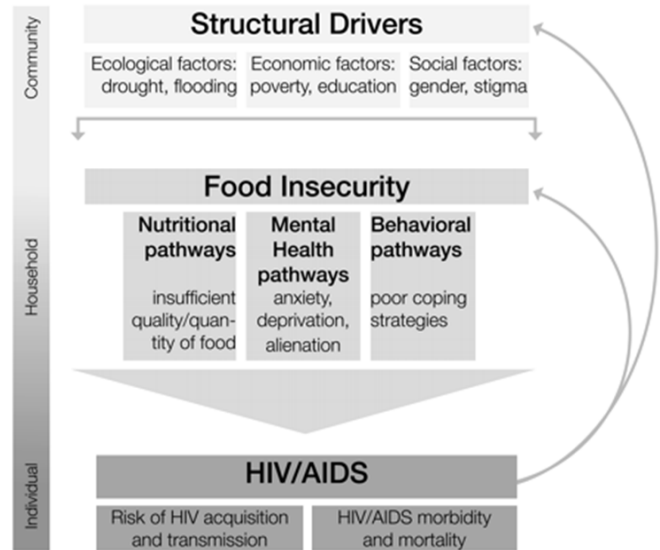 Community
Structural Drivers
Ecological factors:
drought, flooding
Economic factors:
poverty, education
Social factors:
gender, stigma
Household
Food Insecurity
Nutritional
pathways
insufficient
quality/quan-
tity of food
Mental
Health
pathways
anxiety,
deprivation,
alienation
Behavioral
pathways
poor coping
strategies
Individual
HIV/AIDS
Risk of HIV acquisition
and transmission
HIV/AIDS morbidity
and mortality